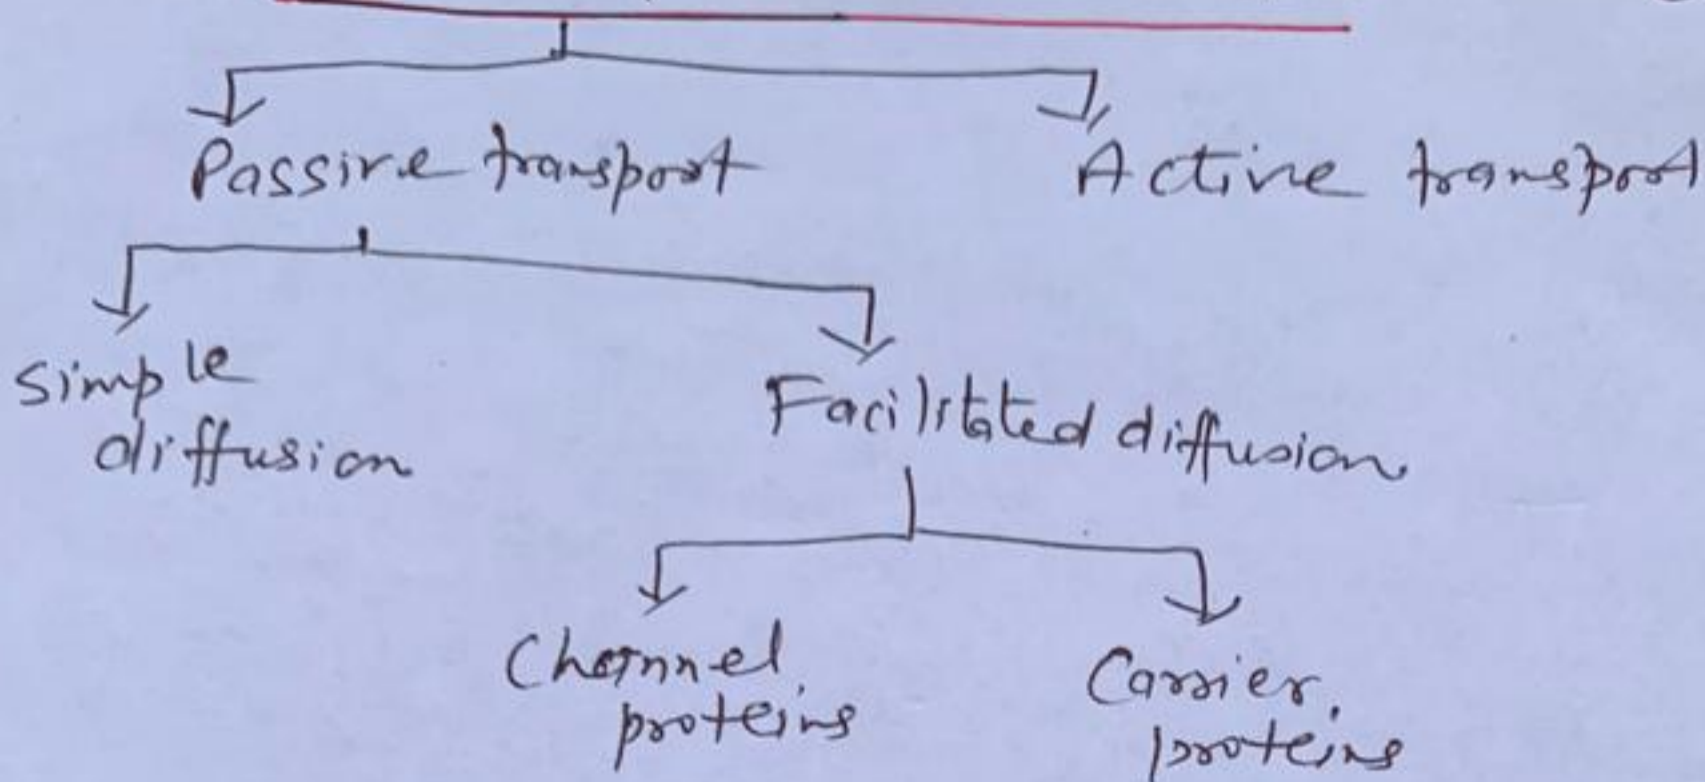 Passive transport
Active transport
Simple
diffusion
Facilitated diffusion
Channel
proteins
Carrier
proteins